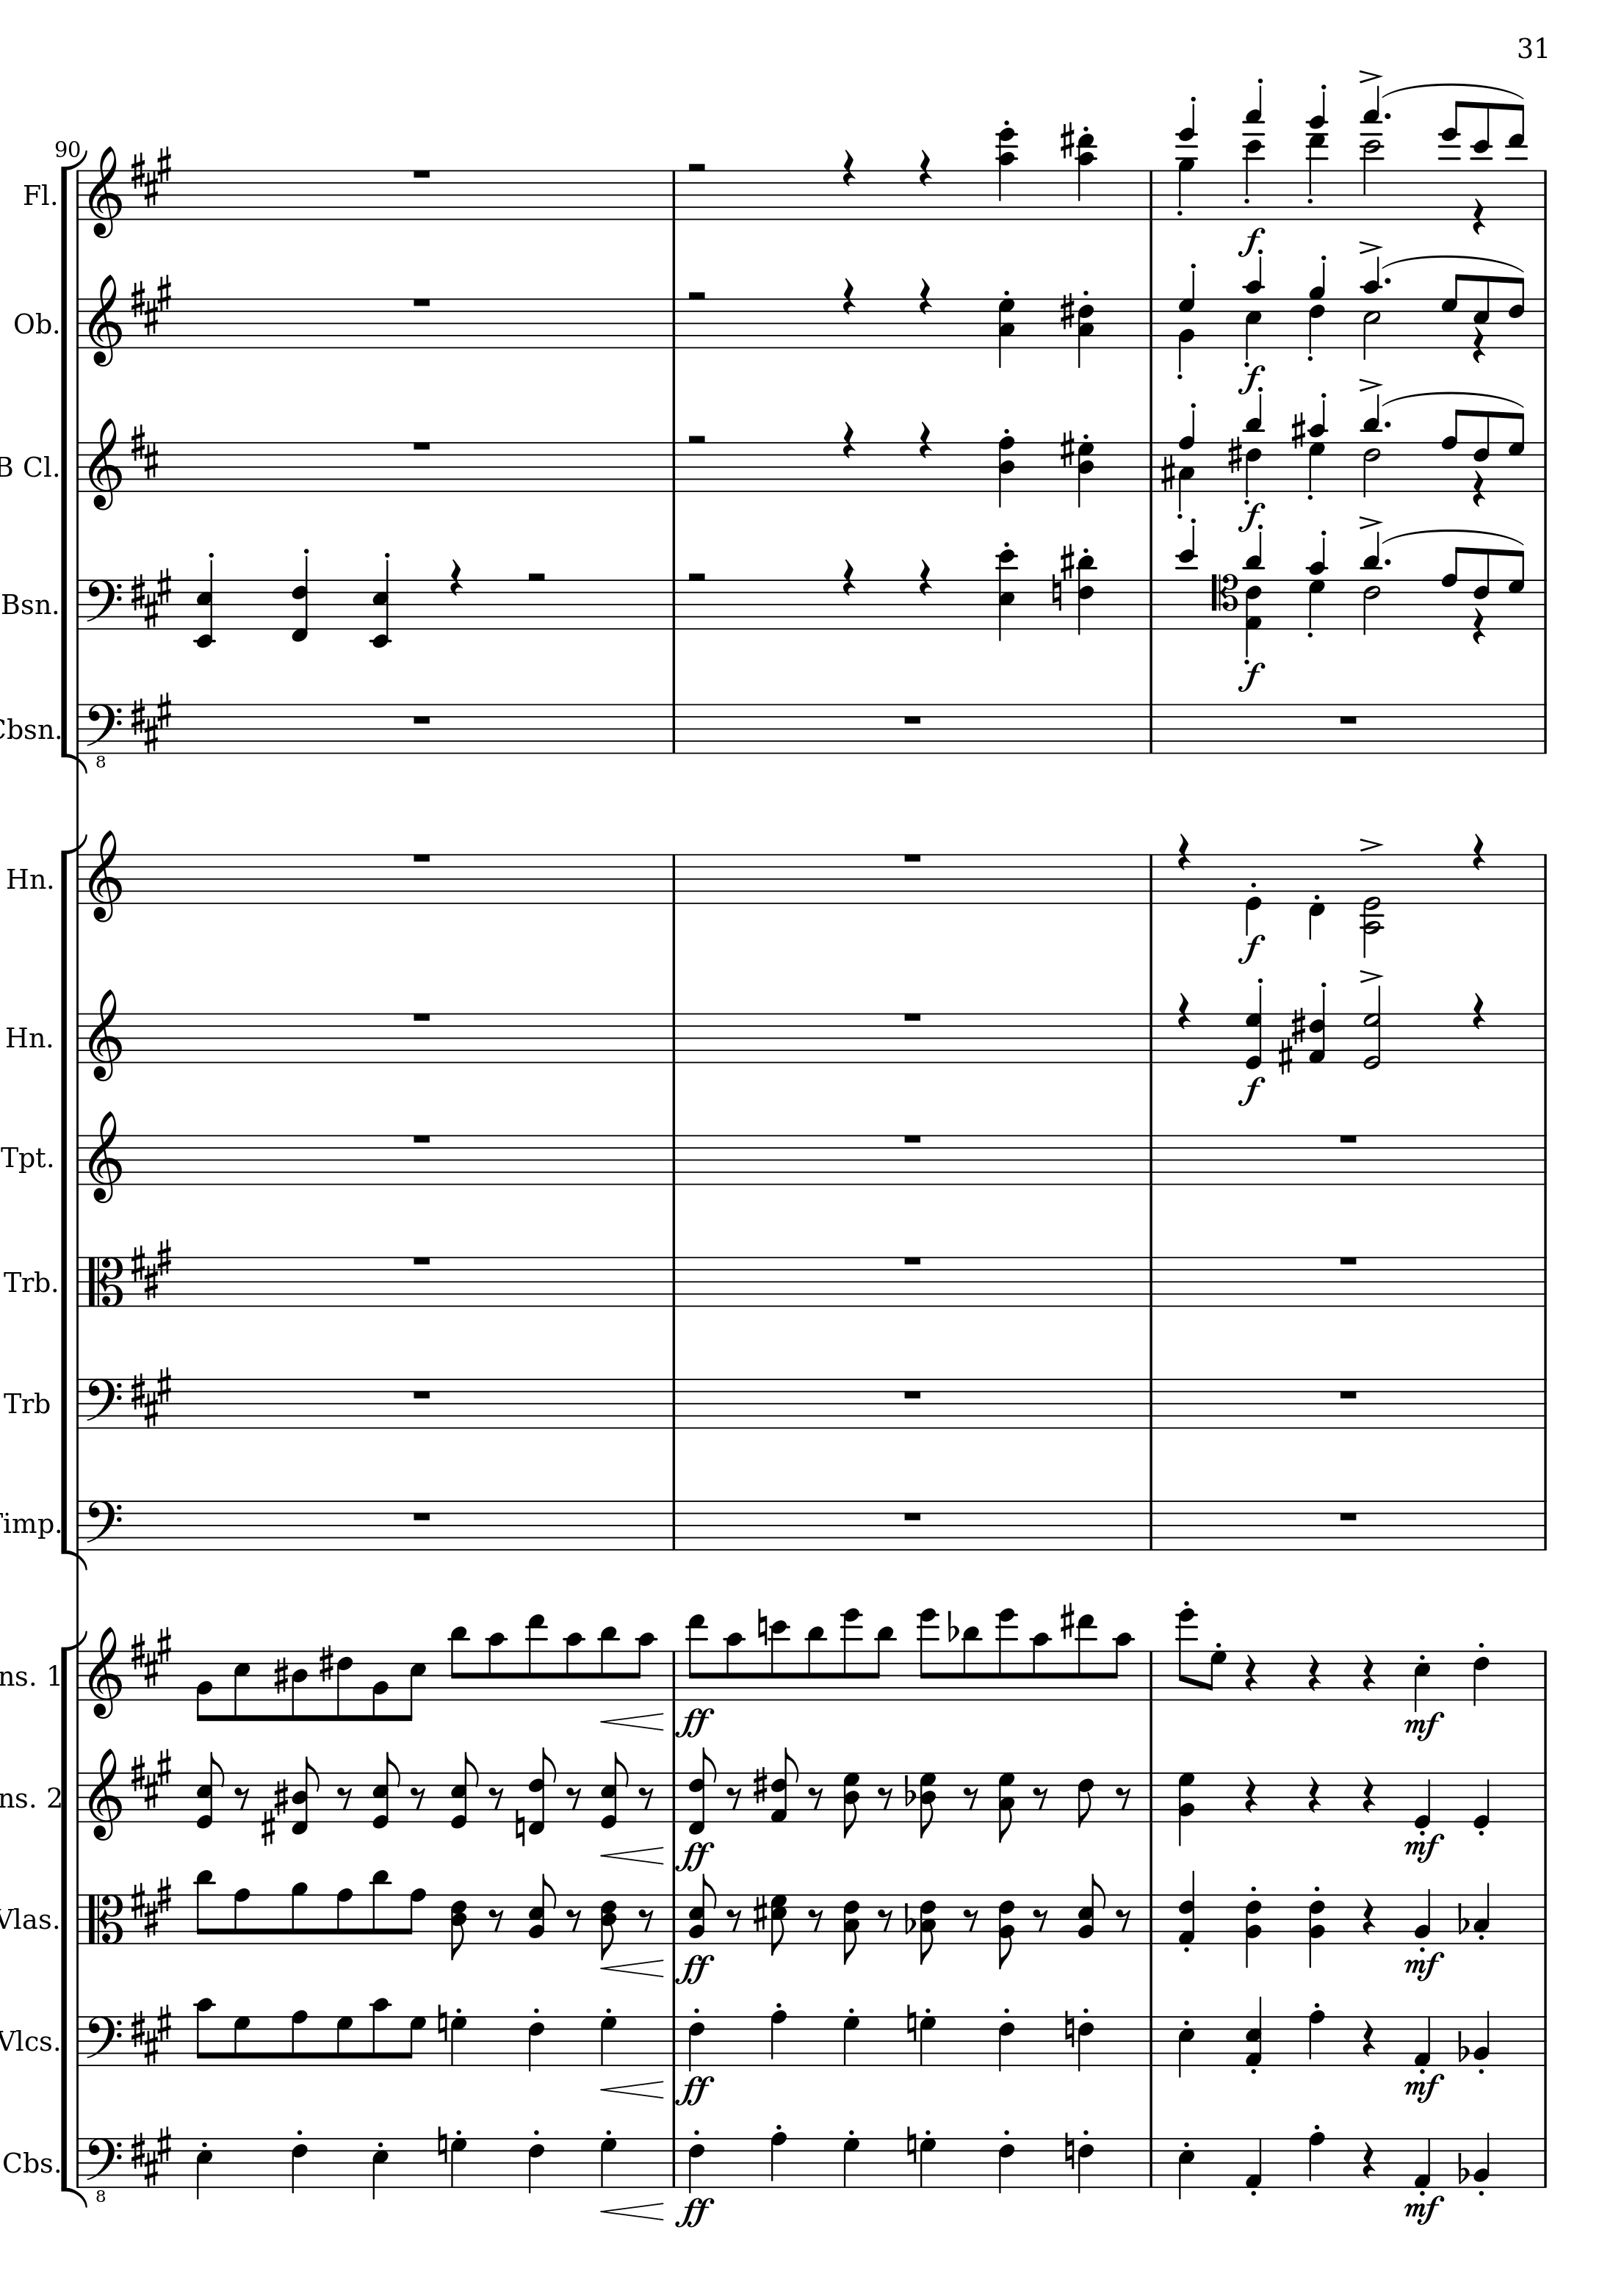 31
90
Fl.
Ob.
B Cl.
Bsn.
Cbsn.
8
Hn.
Hn.
Tpt.
Trb.
Trb
Timp.
ns. 1
ns. 2
Vlas.
Vlcs.
Cbs.
8
f
f
f
f
f
f
ff
mf
ff
mf
ff
mf
ff
mf
ff
mf